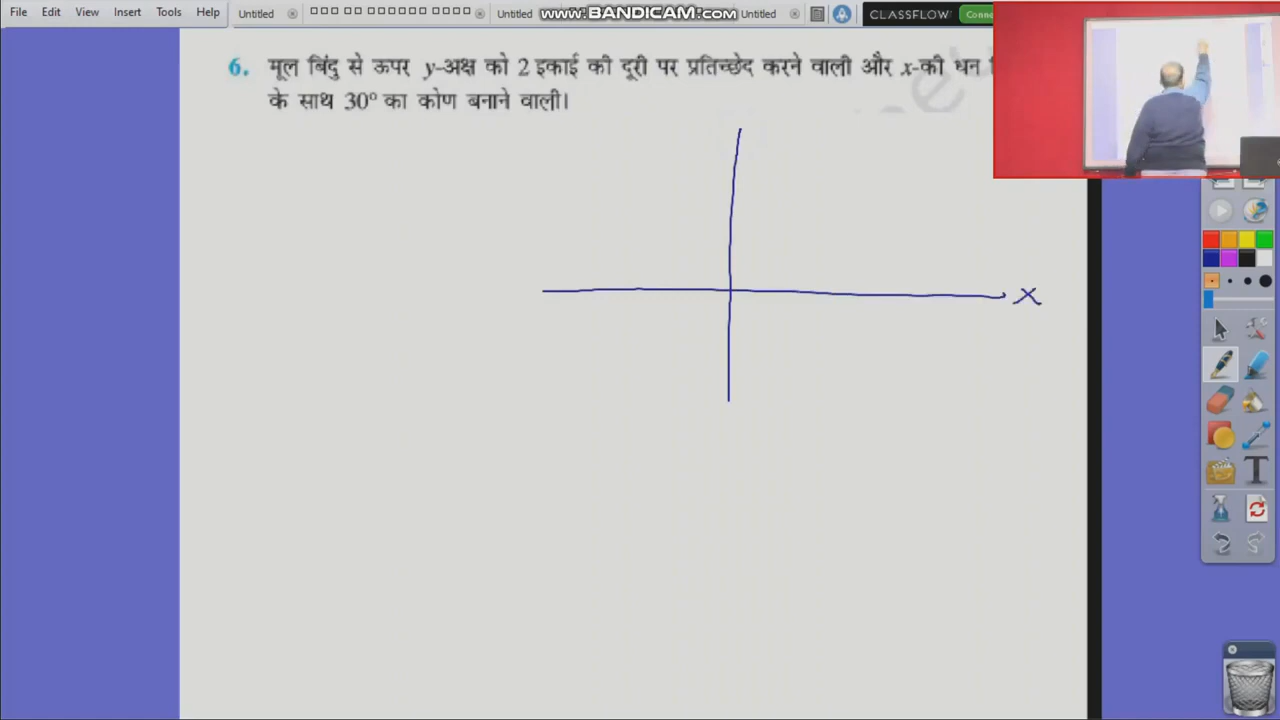 File Edit View Insert Tools Help
Untitled
Untitled
www.BANDICAM.com
Untitled
CLASSFLOW
6. मूल बिंदु से ऊपर y-अक्ष को 2 इकाई की दूरी पर प्रतिच्छेद करने वाली और x-की धन
के साथ 30° का कोण बनाने वाली।
X
T